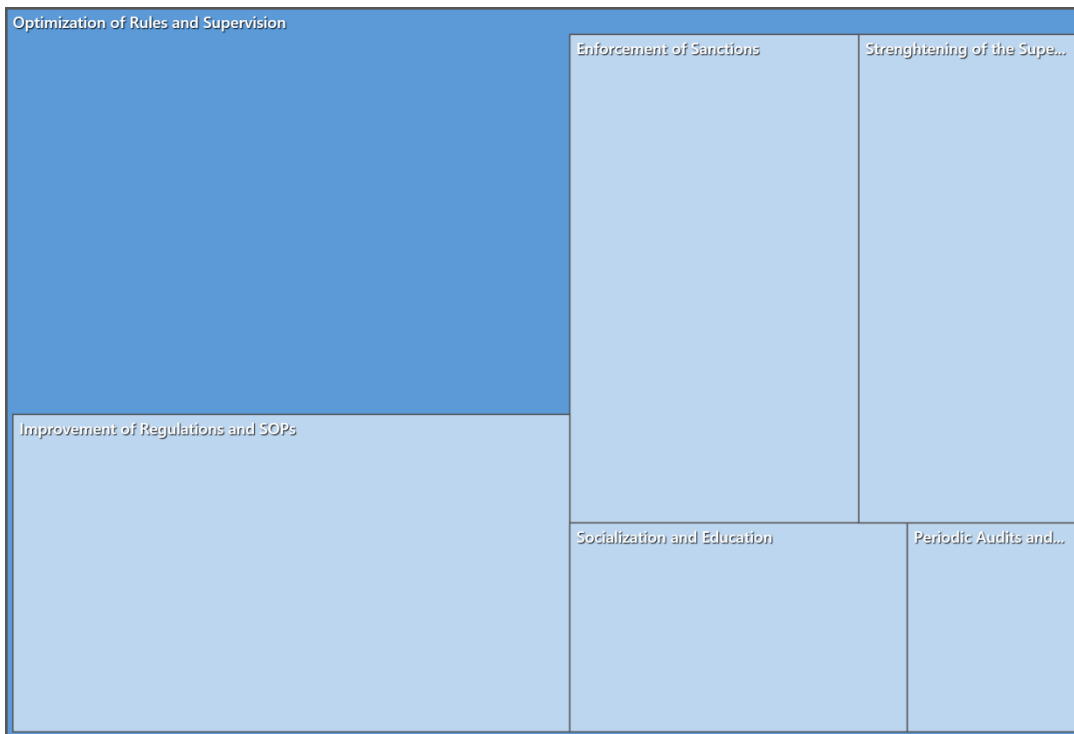 Optimization of Rules and Supervision
Enforcement of Sanctions
Strenghtening of the Supe...
Improvement of Regulations and SOPs
Socialization and Education
Periodic Audits and...